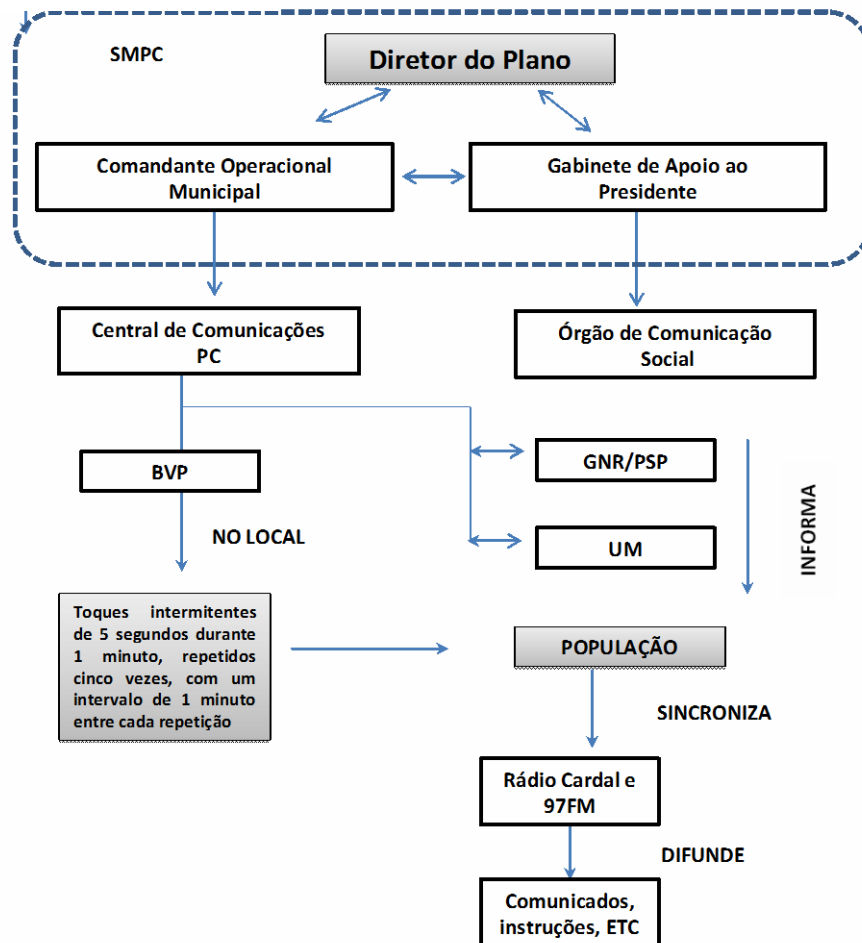 SMPC
Diretor do Plano
Comandante Operacional
Municipal
Gabinete de Apoio ao
Presidente
Central de Comunicações
PC
Órgão de Comunicação
Social
BVP
GNR/PSP
NO LOCAL
UM
INFORMA
Toques intermitentes
de 5 segundos durante
1 minuto, repetidos
cinco vezes, com um
intervalo de 1 minuto
entre cada repetição
POPULAÇÃO
SINCRONIZA
Rádio Cardal e
97FM
DIFUNDE
Comunicados,
instruções, ETC